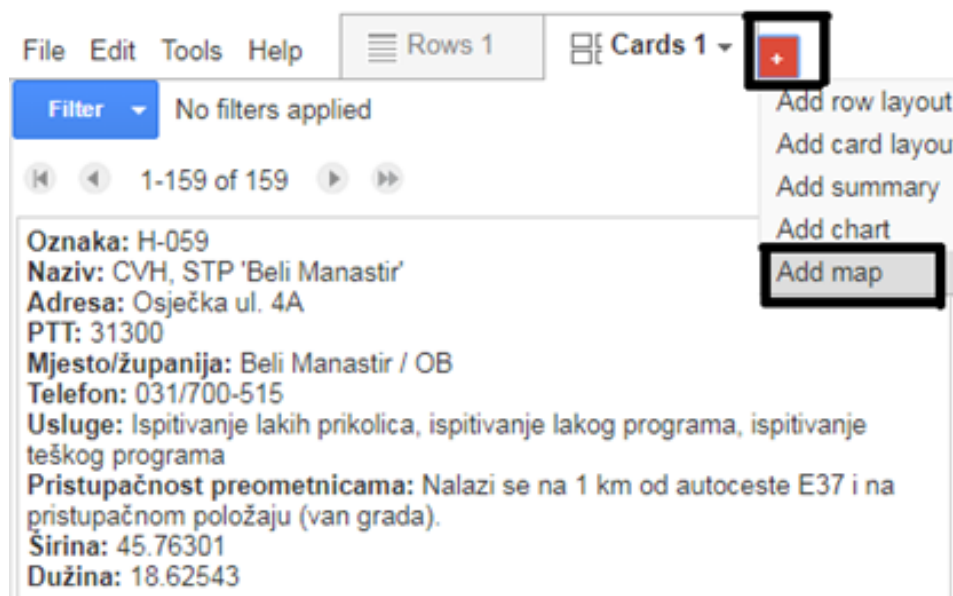 File Edit Tools Help Rows 1 Cards 1 +
Filter No filters applied
Add row layout
Add card layou
1-159 of 159
Add summary
Add chart
Add map
Oznaka: H-059
Naziv: CVH, STP 'Beli Manastir'
Adresa: Osječka ul. 4A
PTT: 31300
Mjesto/županija: Beli Manastir / OB
Telefon: 031/700-515
Usluge: Ispitivanje lakih prikolica, ispitivanje lakog programa, ispitivanje
teškog programa
Pristupačnost preometnicama: Nalazi se na 1 km od autoceste E37 i na
pristupačnom položaju (van grada).
Širina: 45.76301
Dužina: 18.62543